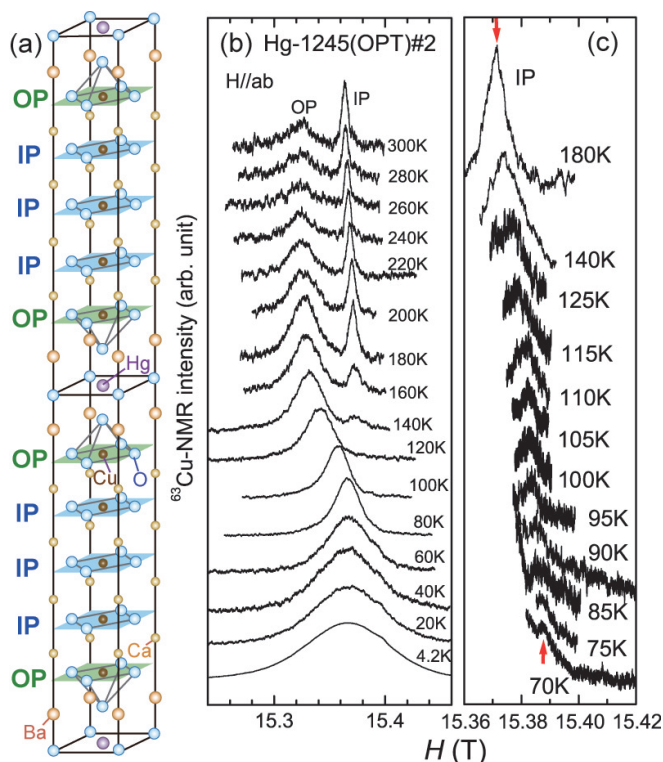 (a)
OP
IP
IP
IP
OP
Hg
OP
Cu
O
IP
IP
IP
Ca
OP
Ba
(b) Hg-1245(OPT)#2
H//ab
OP
IP
300K
280K
260K
240K
220K
200K
180K
160K
140K
120K
100K
80K
60K
40K
20K
4.2K
⁶³Cu-NMR intensity (arb. unit)
15.3
15.4
(c)
IP
180K
140K
125K
115K
110K
105K
100K
95K
90K
85K
75K
70K
15.36
15.38
15.40
15.42
H (T)